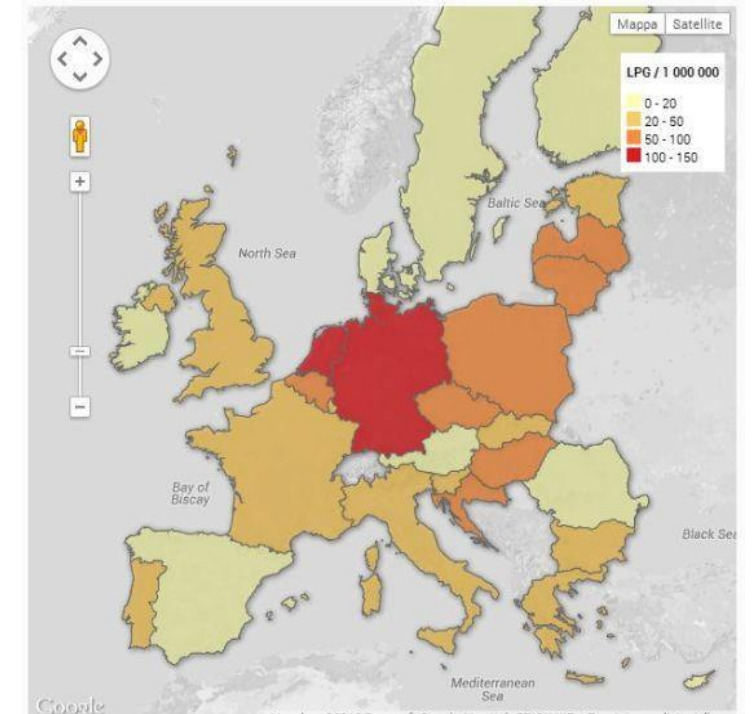 Mappa
Satellite
LPG / 1 000 000
0 - 20
20 - 50
50 - 100
100 - 150
Baltic Sea
North Sea
Bay of
Biscay
Black Sea
Mediterranean
Sea
Google